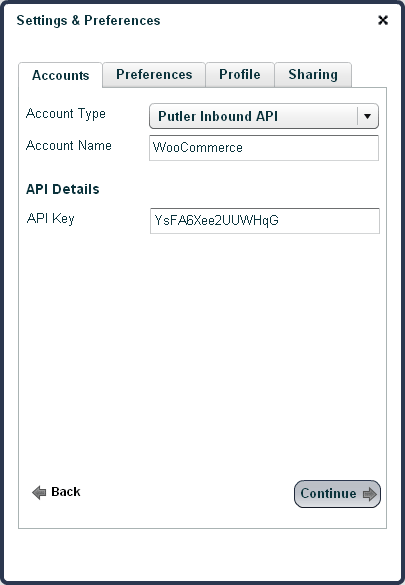 Settings & Preferences
Accounts Preferences Profile Sharing
Account Type Putler Inbound API
Account Name WooCommerce
API Details
API Key YsFA6Xee2UUWHqG
Back Continue